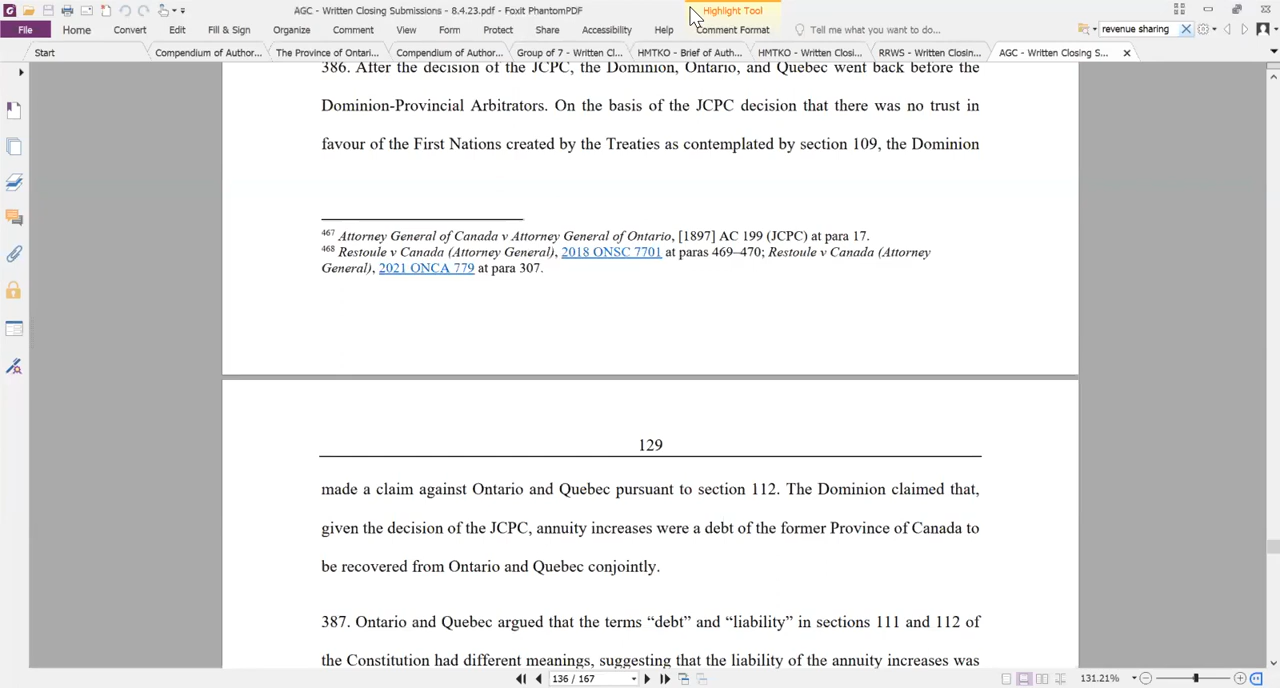 AGC - Written Closing Submissions - 8.4.23.pdf - Foxit PhantomPDF
Highlight Tool
File Home Convert Edit Fill & Sign Organize Comment View Form Protect Share Accessibility Help Comment Format Tell me what you want to do... revenue sharing
Start Compendium of Author... The Province of Ontari... Compendium of Author... Group of 7 - Written Cl... HMTKO - Brief of Auth... HMTKO - Written Closi... RRWS - Written Closin... AGC - Written Closing S...
386. After the decision of the JCPC, the Dominion, Ontario, and Quebec went back before the
Dominion-Provincial Arbitrators. On the basis of the JCPC decision that there was no trust in
favour of the First Nations created by the Treaties as contemplated by section 109, the Dominion
467 Attorney General of Canada v Attorney General of Ontario, [1897] AC 199 (JCPC) at para 17.
468 Restoule v Canada (Attorney General), 2018 ONSC 7701 at paras 469–470; Restoule v Canada (Attorney
General), 2021 ONCA 779 at para 307.
129
made a claim against Ontario and Quebec pursuant to section 112. The Dominion claimed that,
given the decision of the JCPC, annuity increases were a debt of the former Province of Canada to
be recovered from Ontario and Quebec conjointly.
387. Ontario and Quebec argued that the terms “debt” and “liability” in sections 111 and 112 of
the Constitution had different meanings, suggesting that the liability of the annuity increases was
136 / 167
131.21%